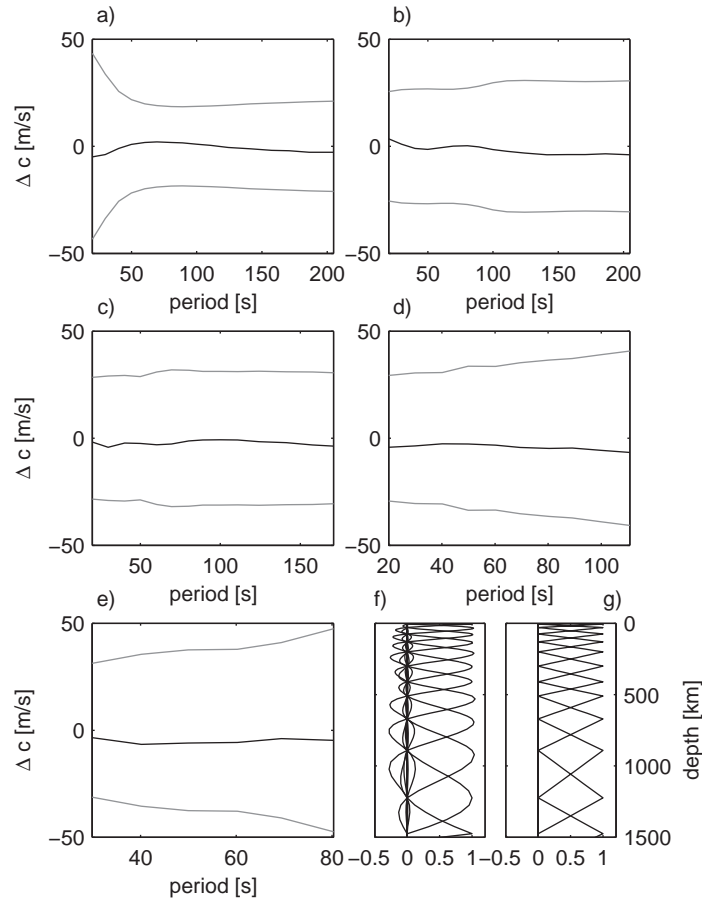 a)
b)
50
0
−50
Δ c [m/s]
50 100 150 200
period [s]
50
0
−50
50 100 150 200
period [s]
c)
d)
50
0
−50
Δ c [m/s]
50 100 150
period [s]
50
0
−50
20 40 60 80 100
period [s]
e)
f)
g)
50
0
−50
Δ c [m/s]
40 60 80
period [s]
−0.5 0 0.5 1
−0.5 0 0.5 1
0
500
1000
1500
depth [km]